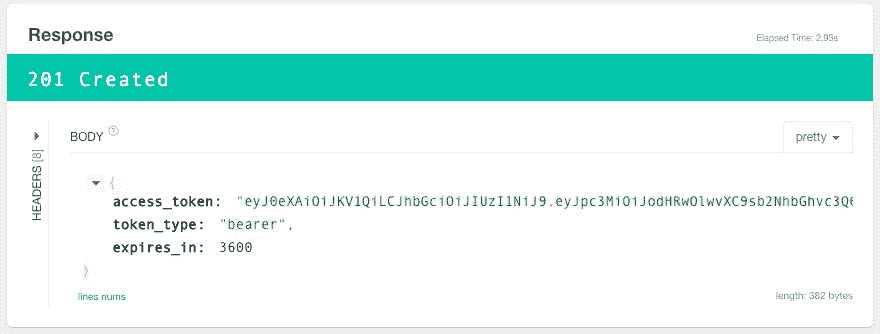 Response
Elapsed Time: 2.93s
201 Created
HEADERS [8]
BODY ?
pretty
{
access_token: "eyJ0eXAiOiJKV1QiLCJhbGciOiJIUzI1NiJ9.eyJpc3MiOiJodHRwOlwvXC9sb2NhbGhvc3Q6
token_type: "bearer",
expires_in: 3600
}
lines nums
length: 382 bytes